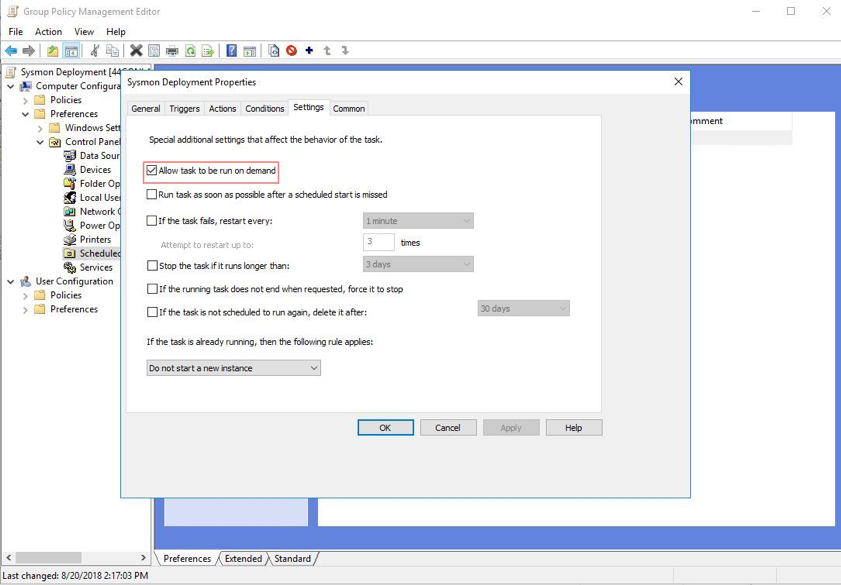 Group Policy Management Editor
File Action View Help
Sysmon Deployment [44CON
Computer Configura
Policies
Preferences
Windows Sett
Control Panel
Data Sour
Devices
Folder Op
Local User
Network
Power Op
Printers
Scheduled
Services
User Configuration
Policies
Preferences
Sysmon Deployment Properties
General Triggers Actions Conditions Settings Common
Special additional settings that affect the behavior of the task.
Allow task to be run on demand
Run task as soon as possible after a scheduled start is missed
If the task fails, restart every: 1 minute
Attempt to restart up to: 3 times
Stop the task if it runs longer than: 3 days
If the running task does not end when requested, force it to stop
If the task is not scheduled to run again, delete it after: 30 days
If the task is already running, then the following rule applies:
Do not start a new instance
OK Cancel Apply Help
omment
Preferences Extended Standard
Last changed: 8/20/2018 2:17:03 PM